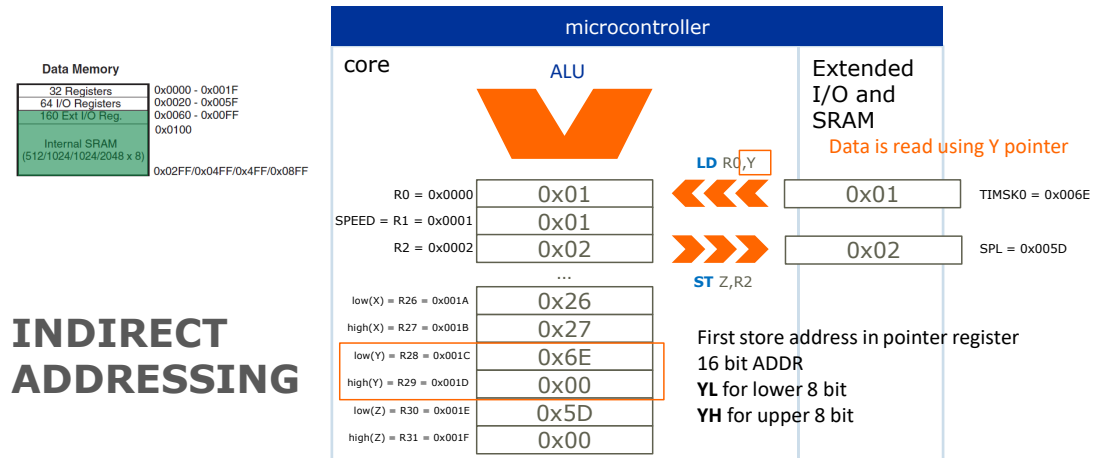 microcontroller
Data Memory
32 Registers 0x0000 - 0x001F
64 I/O Registers 0x0020 - 0x005F
160 Ext I/O Reg. 0x0060 - 0x00FF
0x0100
Internal SRAM
(512/1024/1024/2048 x 8)
0x02FF/0x04FF/0x4FF/0x08FF
INDIRECT
ADDRESSING
core
ALU
Extended
I/O and
SRAM
Data is read using Y pointer
LD R0,Y
R0 = 0x0000 0x01
0x01 TIMSK0 = 0x006E
SPEED = R1 = 0x0001 0x01
R2 = 0x0002 0x02
0x02 SPL = 0x005D
...
ST Z,R2
low(X) = R26 = 0x001A 0x26
high(X) = R27 = 0x001B 0x27
low(Y) = R28 = 0x001C 0x6E
high(Y) = R29 = 0x001D 0x00
low(Z) = R30 = 0x001E 0x5D
high(Z) = R31 = 0x001F 0x00
First store address in pointer register
16 bit ADDR
YL for lower 8 bit
YH for upper 8 bit